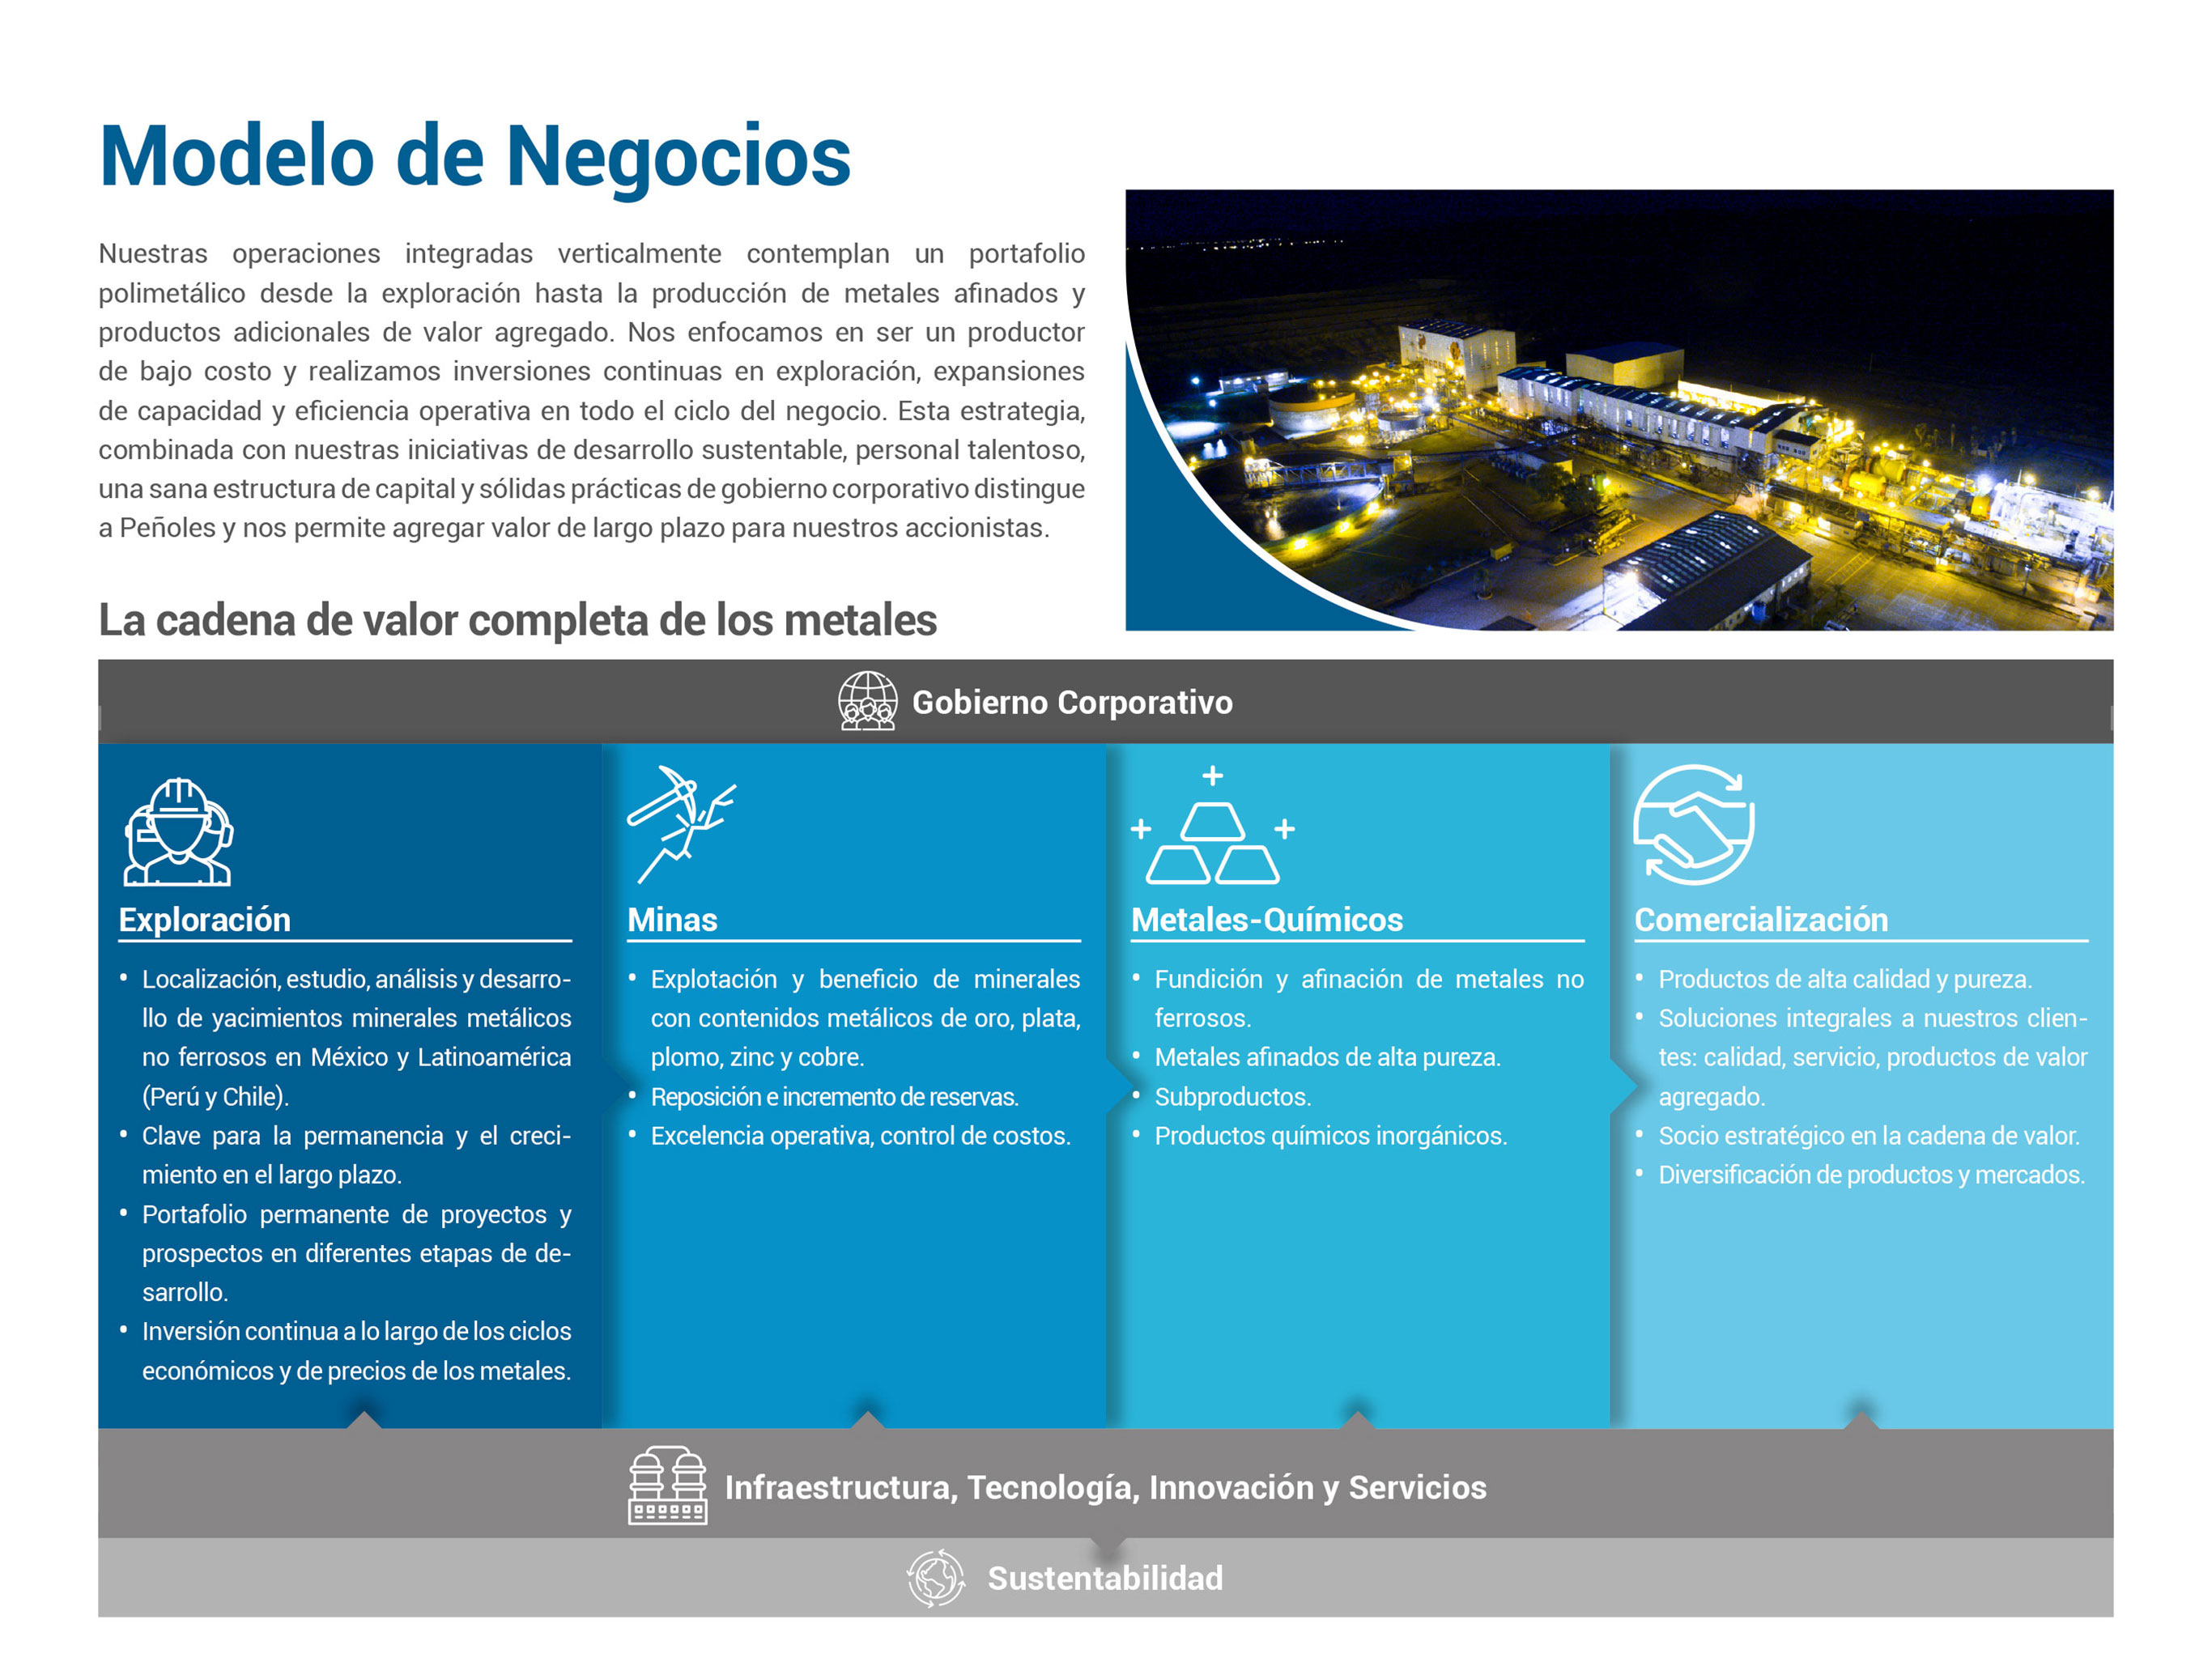 Modelo de Negocios
Nuestras operaciones integradas verticalmente contemplan un portafolio
polimetálico desde la exploración hasta la producción de metales afinados y
productos adicionales de valor agregado. Nos enfocamos en ser un productor
de bajo costo y realizamos inversiones continuas en exploración, expansiones
de capacidad y eficiencia operativa en todo el ciclo del negocio. Esta estrategia,
combinada con nuestras iniciativas de desarrollo sustentable, personal talentoso,
una sana estructura de capital y sólidas prácticas de gobierno corporativo distingue
a Peñoles y nos permite agregar valor de largo plazo para nuestros accionistas.
La cadena de valor completa de los metales
Gobierno Corporativo
Exploración
• Localización, estudio, análisis y desarro-
llo de yacimientos minerales metálicos
no ferrosos en México y Latinoamérica
(Perú y Chile).
• Clave para la permanencia y el creci-
miento en el largo plazo.
• Portafolio permanente de proyectos y
prospectos en diferentes etapas de de-
sarrollo.
• Inversión continua a lo largo de los ciclos
económicos y de precios de los metales.
Minas
• Explotación y beneficio de minerales
con contenidos metálicos de oro, plata,
plomo, zinc y cobre.
• Reposición e incremento de reservas.
• Excelencia operativa, control de costos.
Metales-Químicos
• Fundición y afinación de metales no
ferrosos.
• Metales afinados de alta pureza.
• Subproductos.
• Productos químicos inorgánicos.
Comercialización
• Productos de alta calidad y pureza.
• Soluciones integrales a nuestros clien-
tes: calidad, servicio, productos de valor
agregado.
• Socio estratégico en la cadena de valor.
• Diversificación de productos y mercados.
Infraestructura, Tecnología, Innovación y Servicios
Sustentabilidad